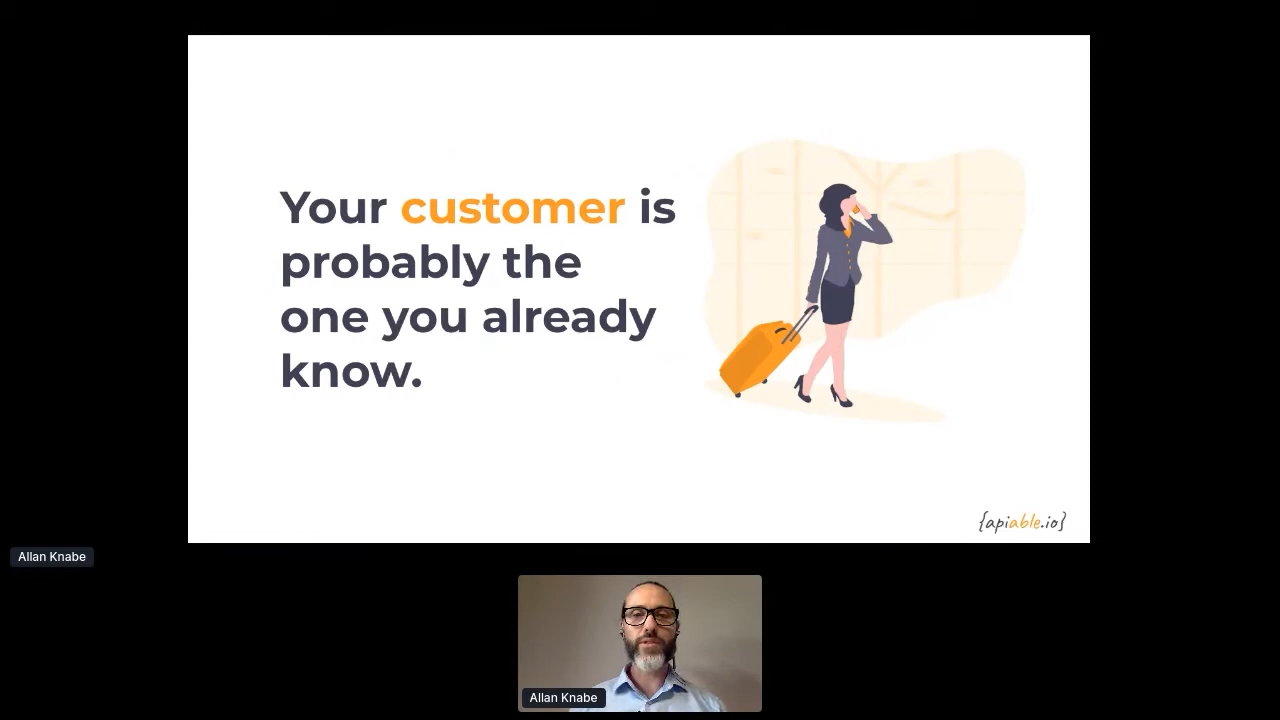 Your customer is
probably the
one you already
know.
{apiable.io}
Allan Knabe
Allan Knabe